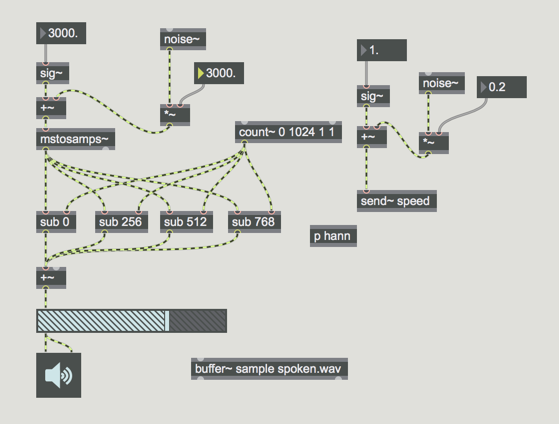 3000.
noise~
1.
sig~
3000.
noise~
0.2
sig~
+~
*~
count~ 0 1024 1 1
+~
*~
mstosamps~
send~ speed
sub 0
sub 256
sub 512
sub 768
p hann
+~
buffer~ sample spoken.wav